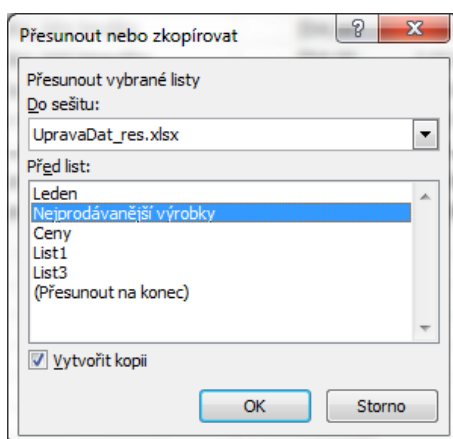 Přesunout nebo zkopírovat
Přesunout vybrané listy
Do sešitu:
UpravaDat_res.xlsx
Před list:
Leden
Nejprodávanější výrobky
Ceny
List1
List3
(Přesunout na konec)
Vytvořit kopii
OK Storno